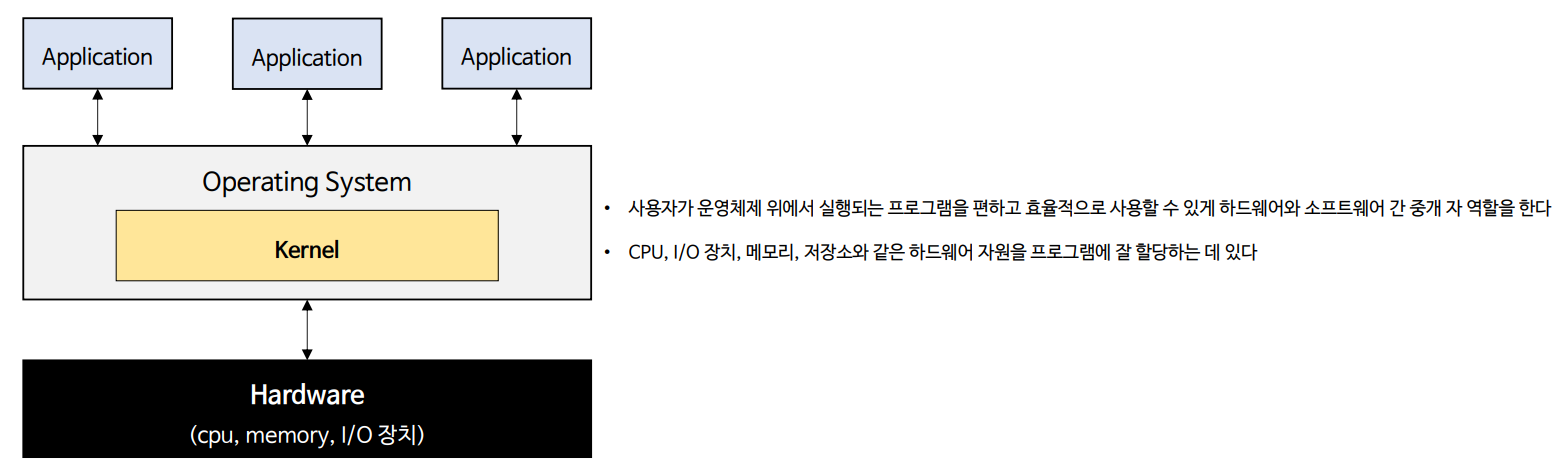 Application
Application
Application
Operating System
Kernel
• 사용자가 운영체제 위에서 실행되는 프로그램을 편하고 효율적으로 사용할 수 있게 하드웨어와 소프트웨어 간 중개 자 역할을 한다
• CPU, I/O 장치, 메모리, 저장소와 같은 하드웨어 자원을 프로그램에 잘 할당하는 데 있다
Hardware
(cpu, memory, I/O 장치)